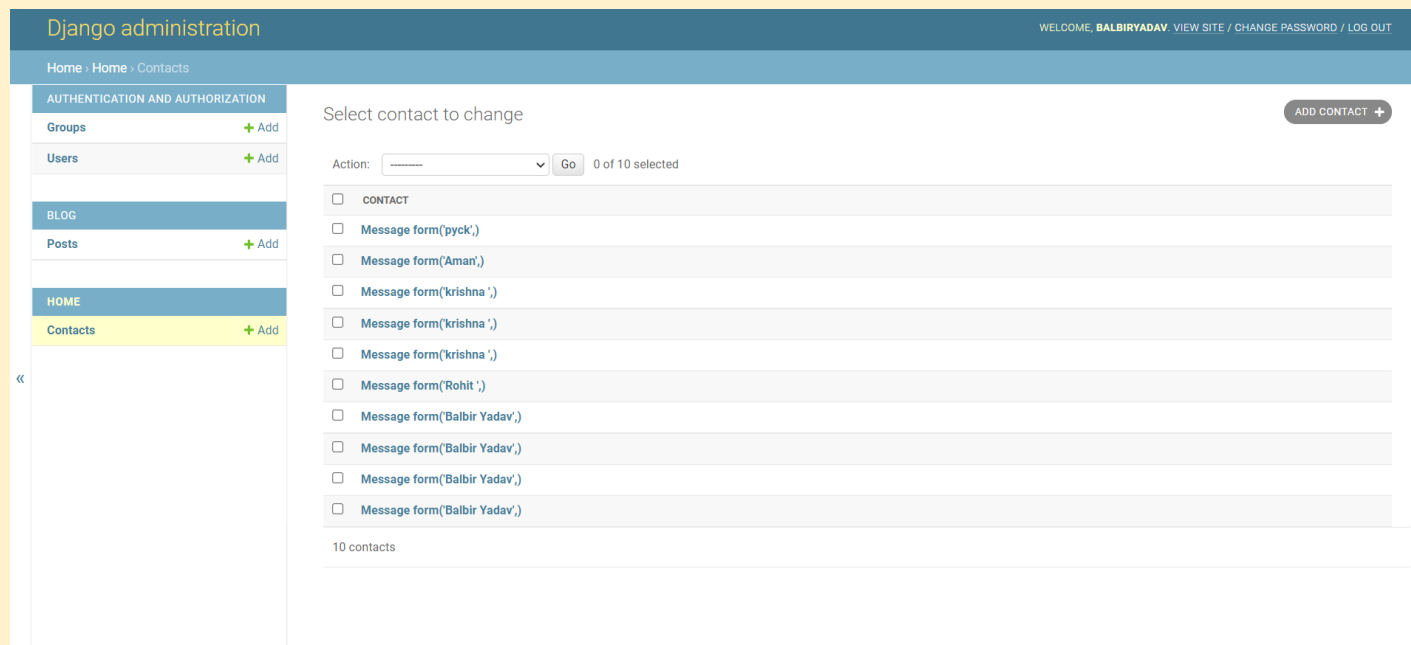 Django administration
WELCOME, BALBIRYADAV. VIEW SITE / CHANGE PASSWORD / LOG OUT
Home › Home › Contacts
AUTHENTICATION AND AUTHORIZATION
Groups + Add
Users + Add
BLOG
Posts + Add
HOME
Contacts + Add
«
Select contact to change
ADD CONTACT +
Action: --------- Go 0 of 10 selected
CONTACT
Message form('pyck',)
Message form('Aman',)
Message form('krishna ',)
Message form('krishna ',)
Message form('krishna ',)
Message form('Rohit ',)
Message form('Balbir Yadav',)
Message form('Balbir Yadav',)
Message form('Balbir Yadav',)
Message form('Balbir Yadav',)
10 contacts